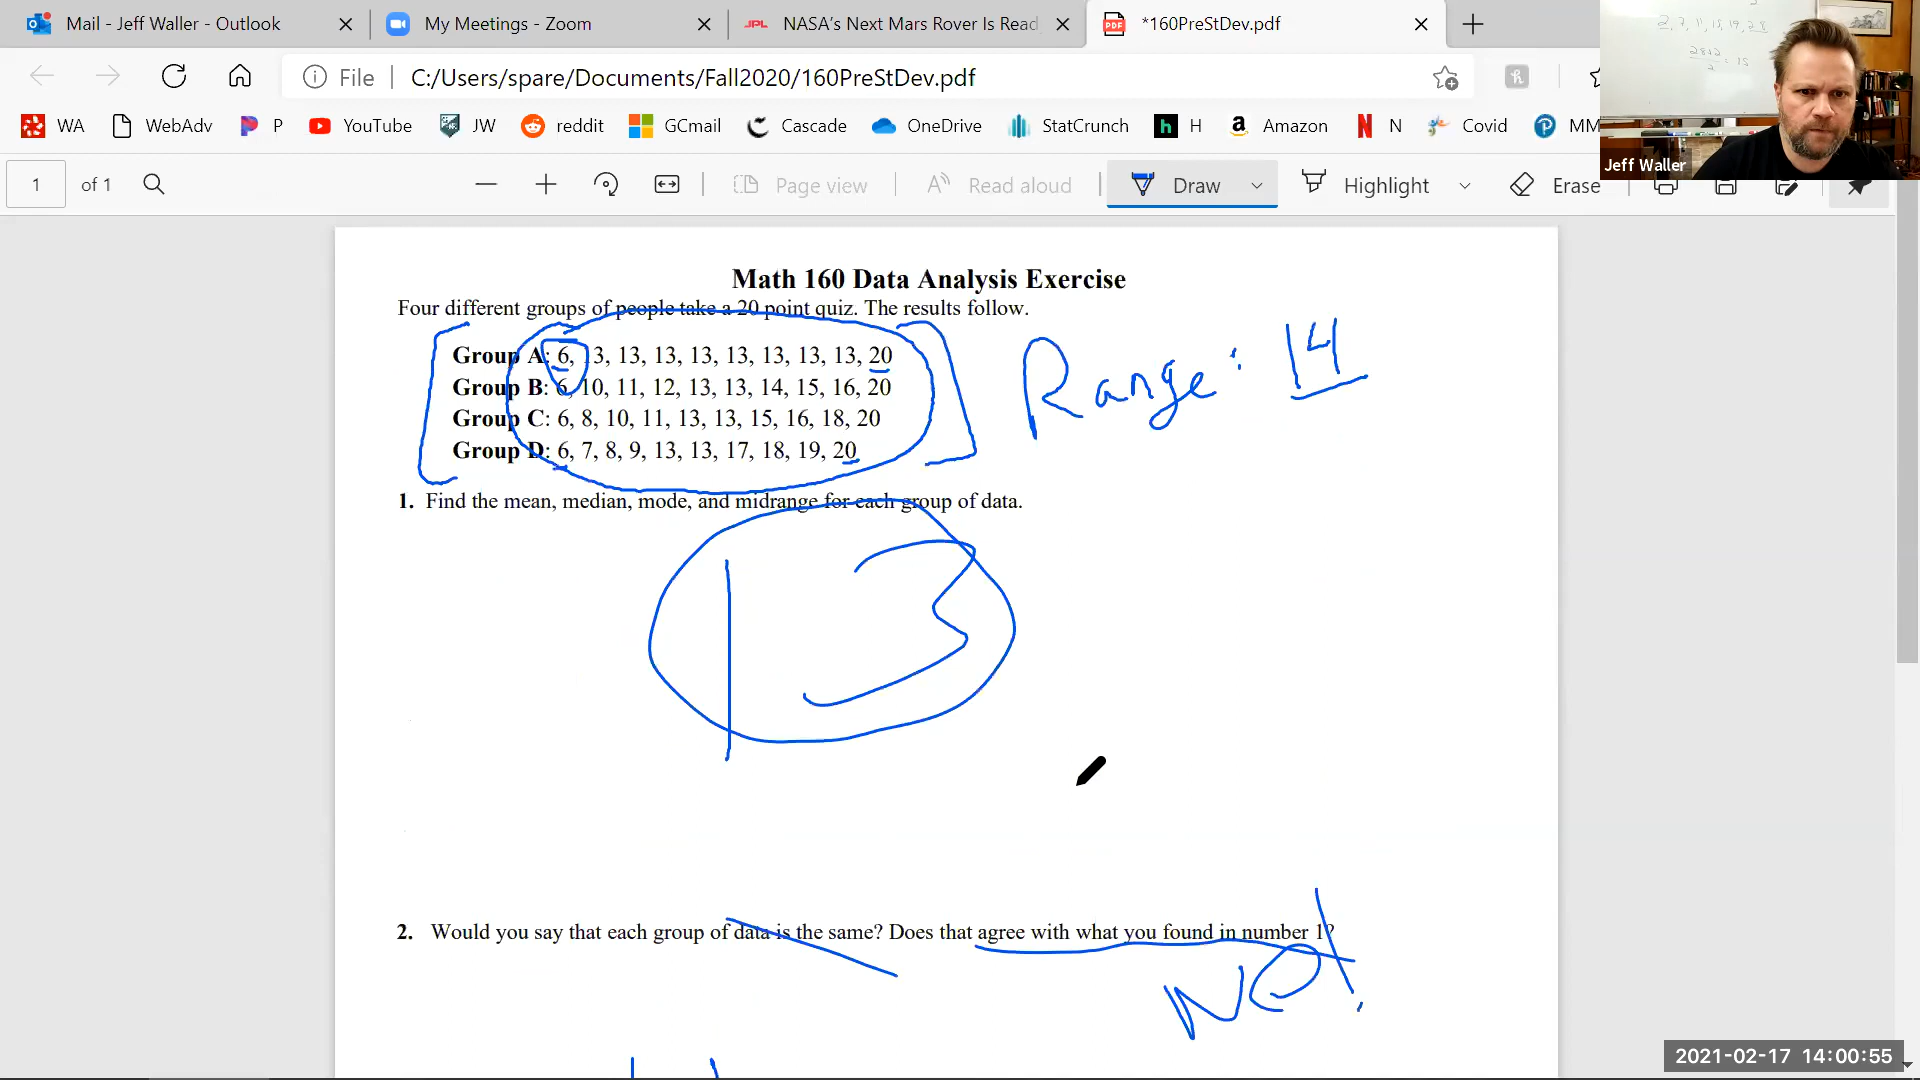 Mail - Jeff Waller - Outlook
My Meetings - Zoom
JPL NASA's Next Mars Rover Is Read
PDF *160PreStDev.pdf
File C:/Users/spare/Documents/Fall2020/160PreStDev.pdf
WA WebAdv P YouTube JW reddit GCmail Cascade OneDrive StatCrunch h H a Amazon N N Covid MM
Jeff Waller
1 of 1 Page view Read aloud Draw Highlight Erase
Math 160 Data Analysis Exercise
Four different groups of people take a 20 point quiz. The results follow.
Group A: 6, 13, 13, 13, 13, 13, 13, 13, 13, 20
Group B: 6, 10, 11, 12, 13, 13, 14, 15, 16, 20
Group C: 6, 8, 10, 11, 13, 13, 15, 16, 18, 20
Group D: 6, 7, 8, 9, 13, 13, 17, 18, 19, 20
Range: 14
1. Find the mean, median, mode, and midrange for each group of data.
13
2. Would you say that each group of data is the same? Does that agree with what you found in number 1?
No!
2021-02-17 14:00:55